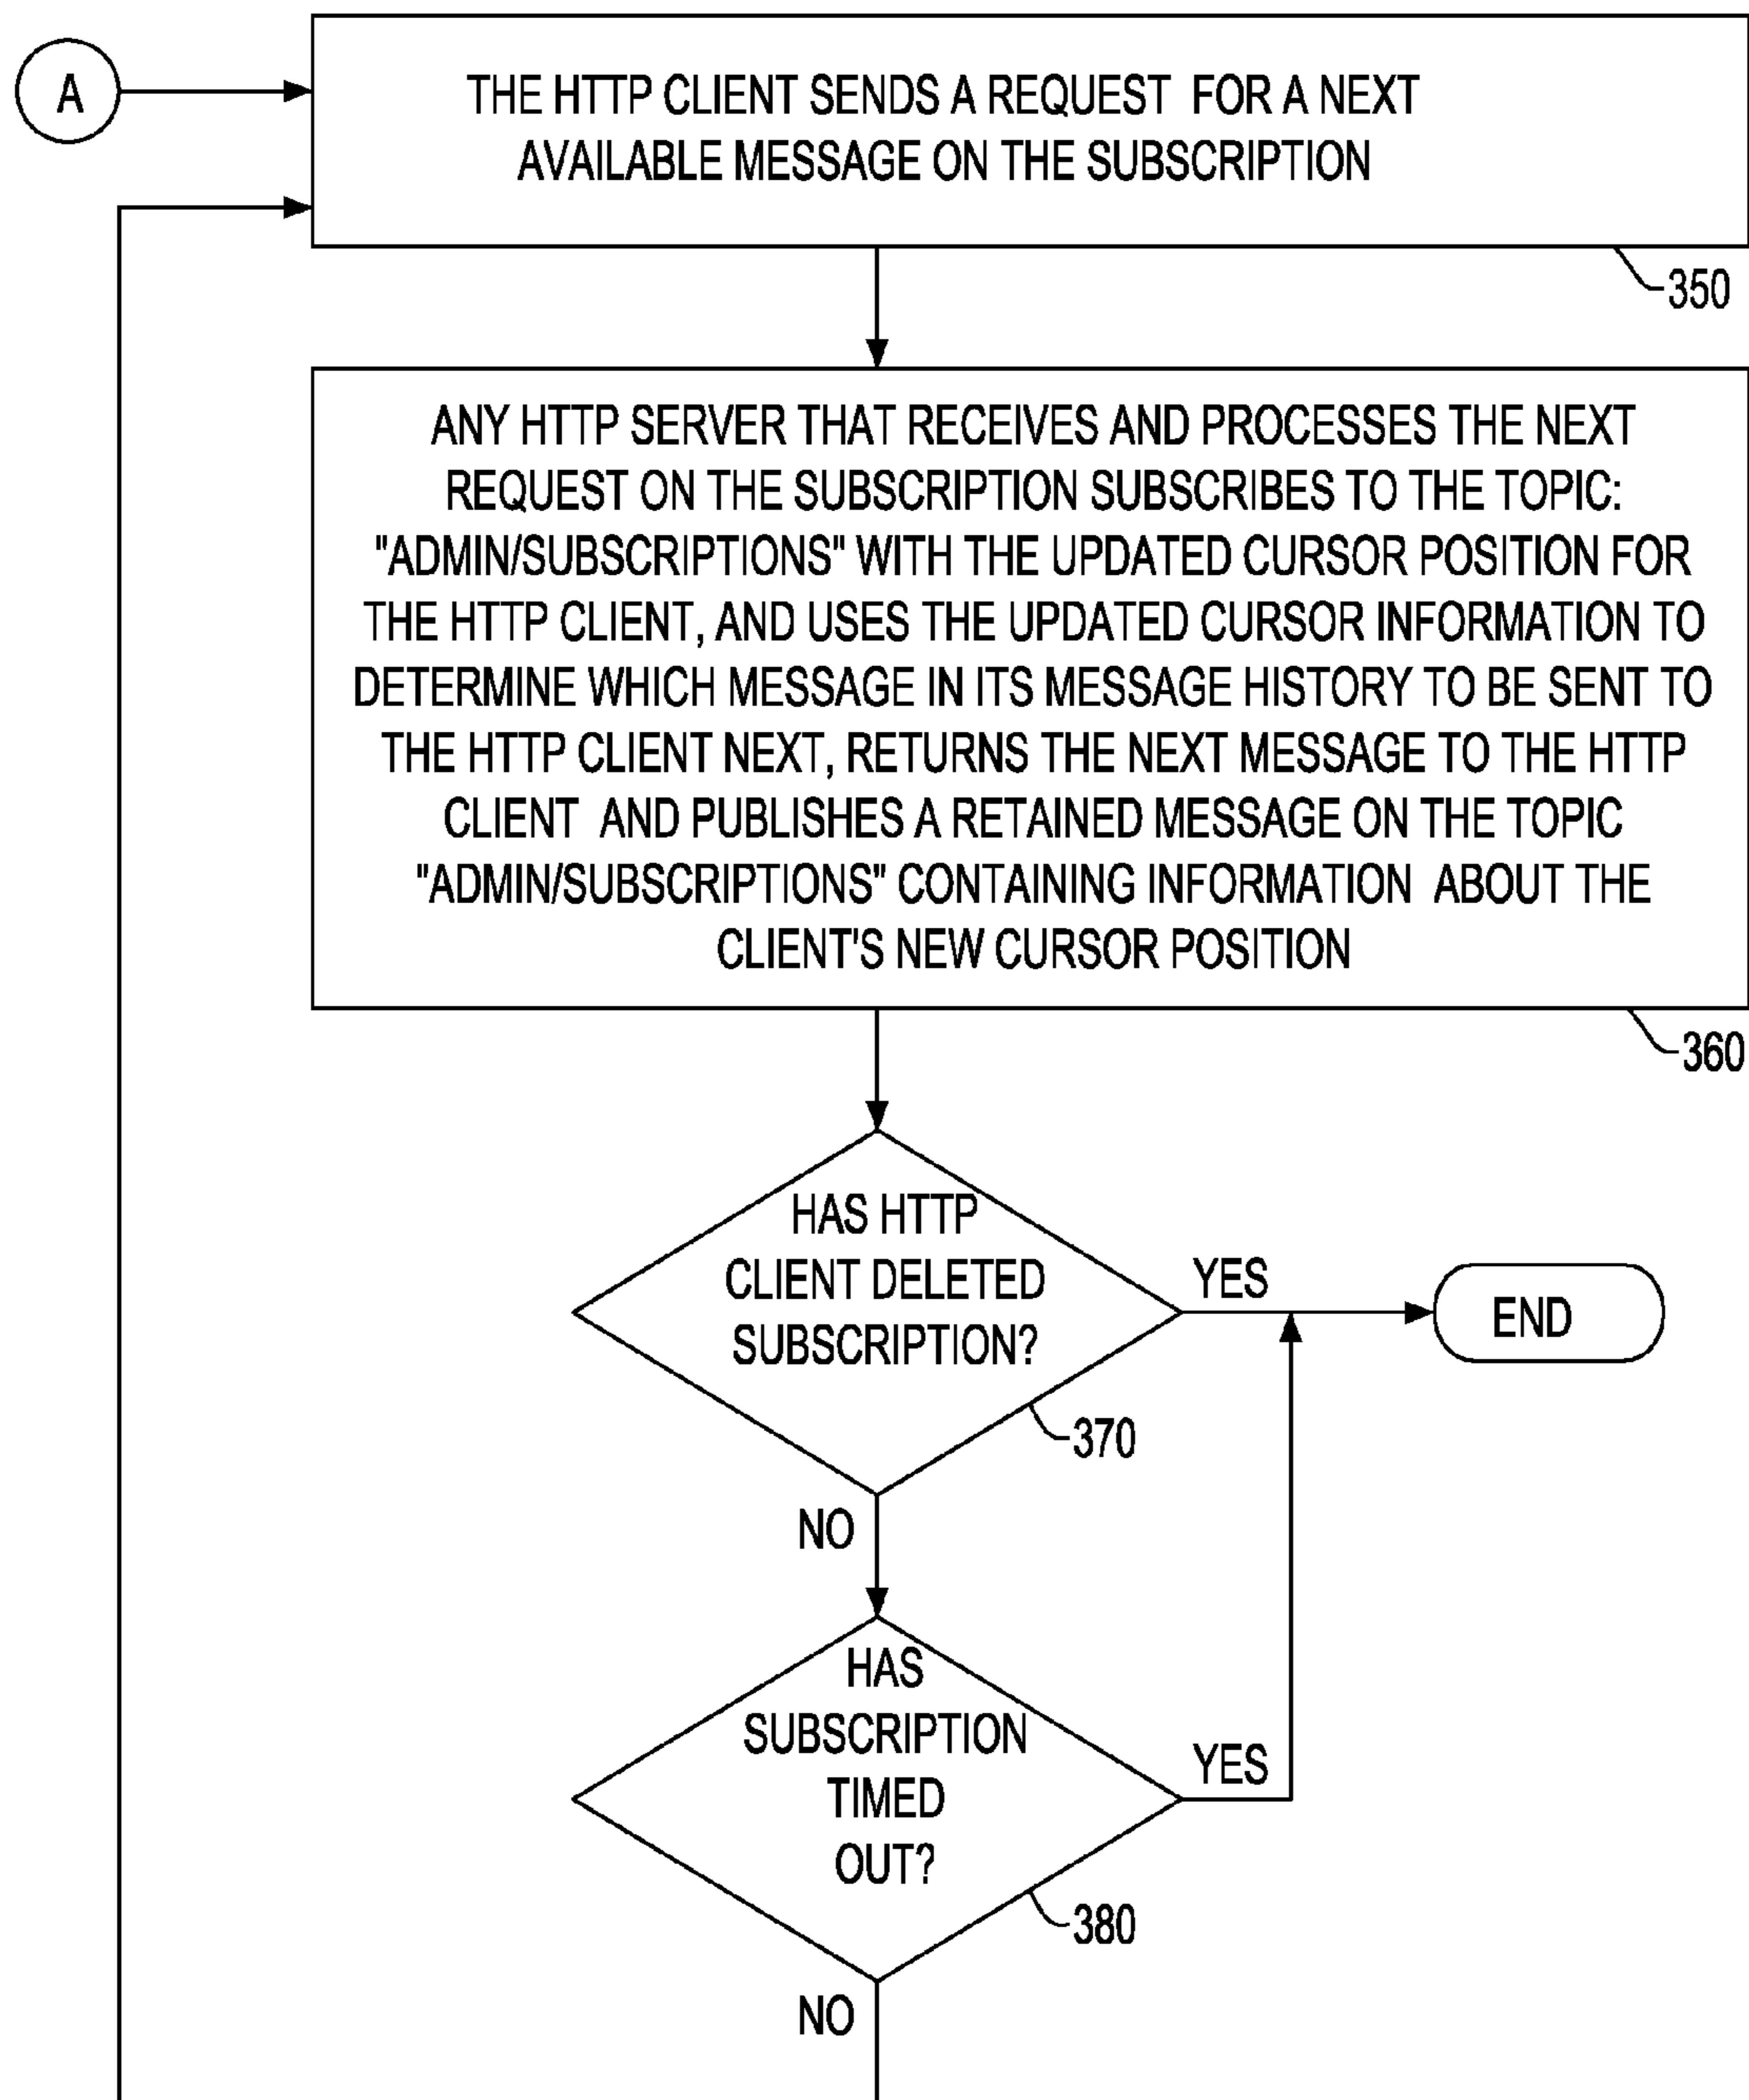 A
THE HTTP CLIENT SENDS A REQUEST FOR A NEXT
AVAILABLE MESSAGE ON THE SUBSCRIPTION
350
ANY HTTP SERVER THAT RECEIVES AND PROCESSES THE NEXT
REQUEST ON THE SUBSCRIPTION SUBSCRIBES TO THE TOPIC:
"ADMIN/SUBSCRIPTIONS" WITH THE UPDATED CURSOR POSITION FOR
THE HTTP CLIENT, AND USES THE UPDATED CURSOR INFORMATION TO
DETERMINE WHICH MESSAGE IN ITS MESSAGE HISTORY TO BE SENT TO
THE HTTP CLIENT NEXT, RETURNS THE NEXT MESSAGE TO THE HTTP
CLIENT AND PUBLISHES A RETAINED MESSAGE ON THE TOPIC
"ADMIN/SUBSCRIPTIONS" CONTAINING INFORMATION ABOUT THE
CLIENT'S NEW CURSOR POSITION
360
HAS HTTP
CLIENT DELETED
SUBSCRIPTION?
YES
END
370
NO
HAS
SUBSCRIPTION
TIMED
OUT?
YES
380
NO